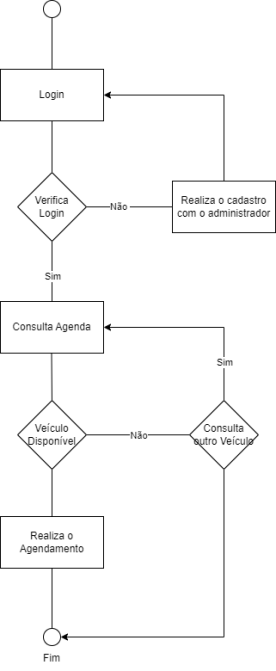 Login
Verifica
Login
Não
Realiza o cadastro
com o administrador
Sim
Consulta Agenda
Sim
Veículo
Disponível
Não
Consulta
outro Veículo
Realiza o
Agendamento
Fim